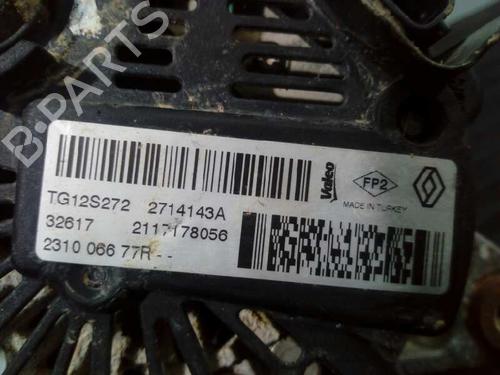 B-PARTS
TG12S272 2714143A
32617 2117178056
2310 066 77R--
Valeo
FP2
MADE IN TURKEY